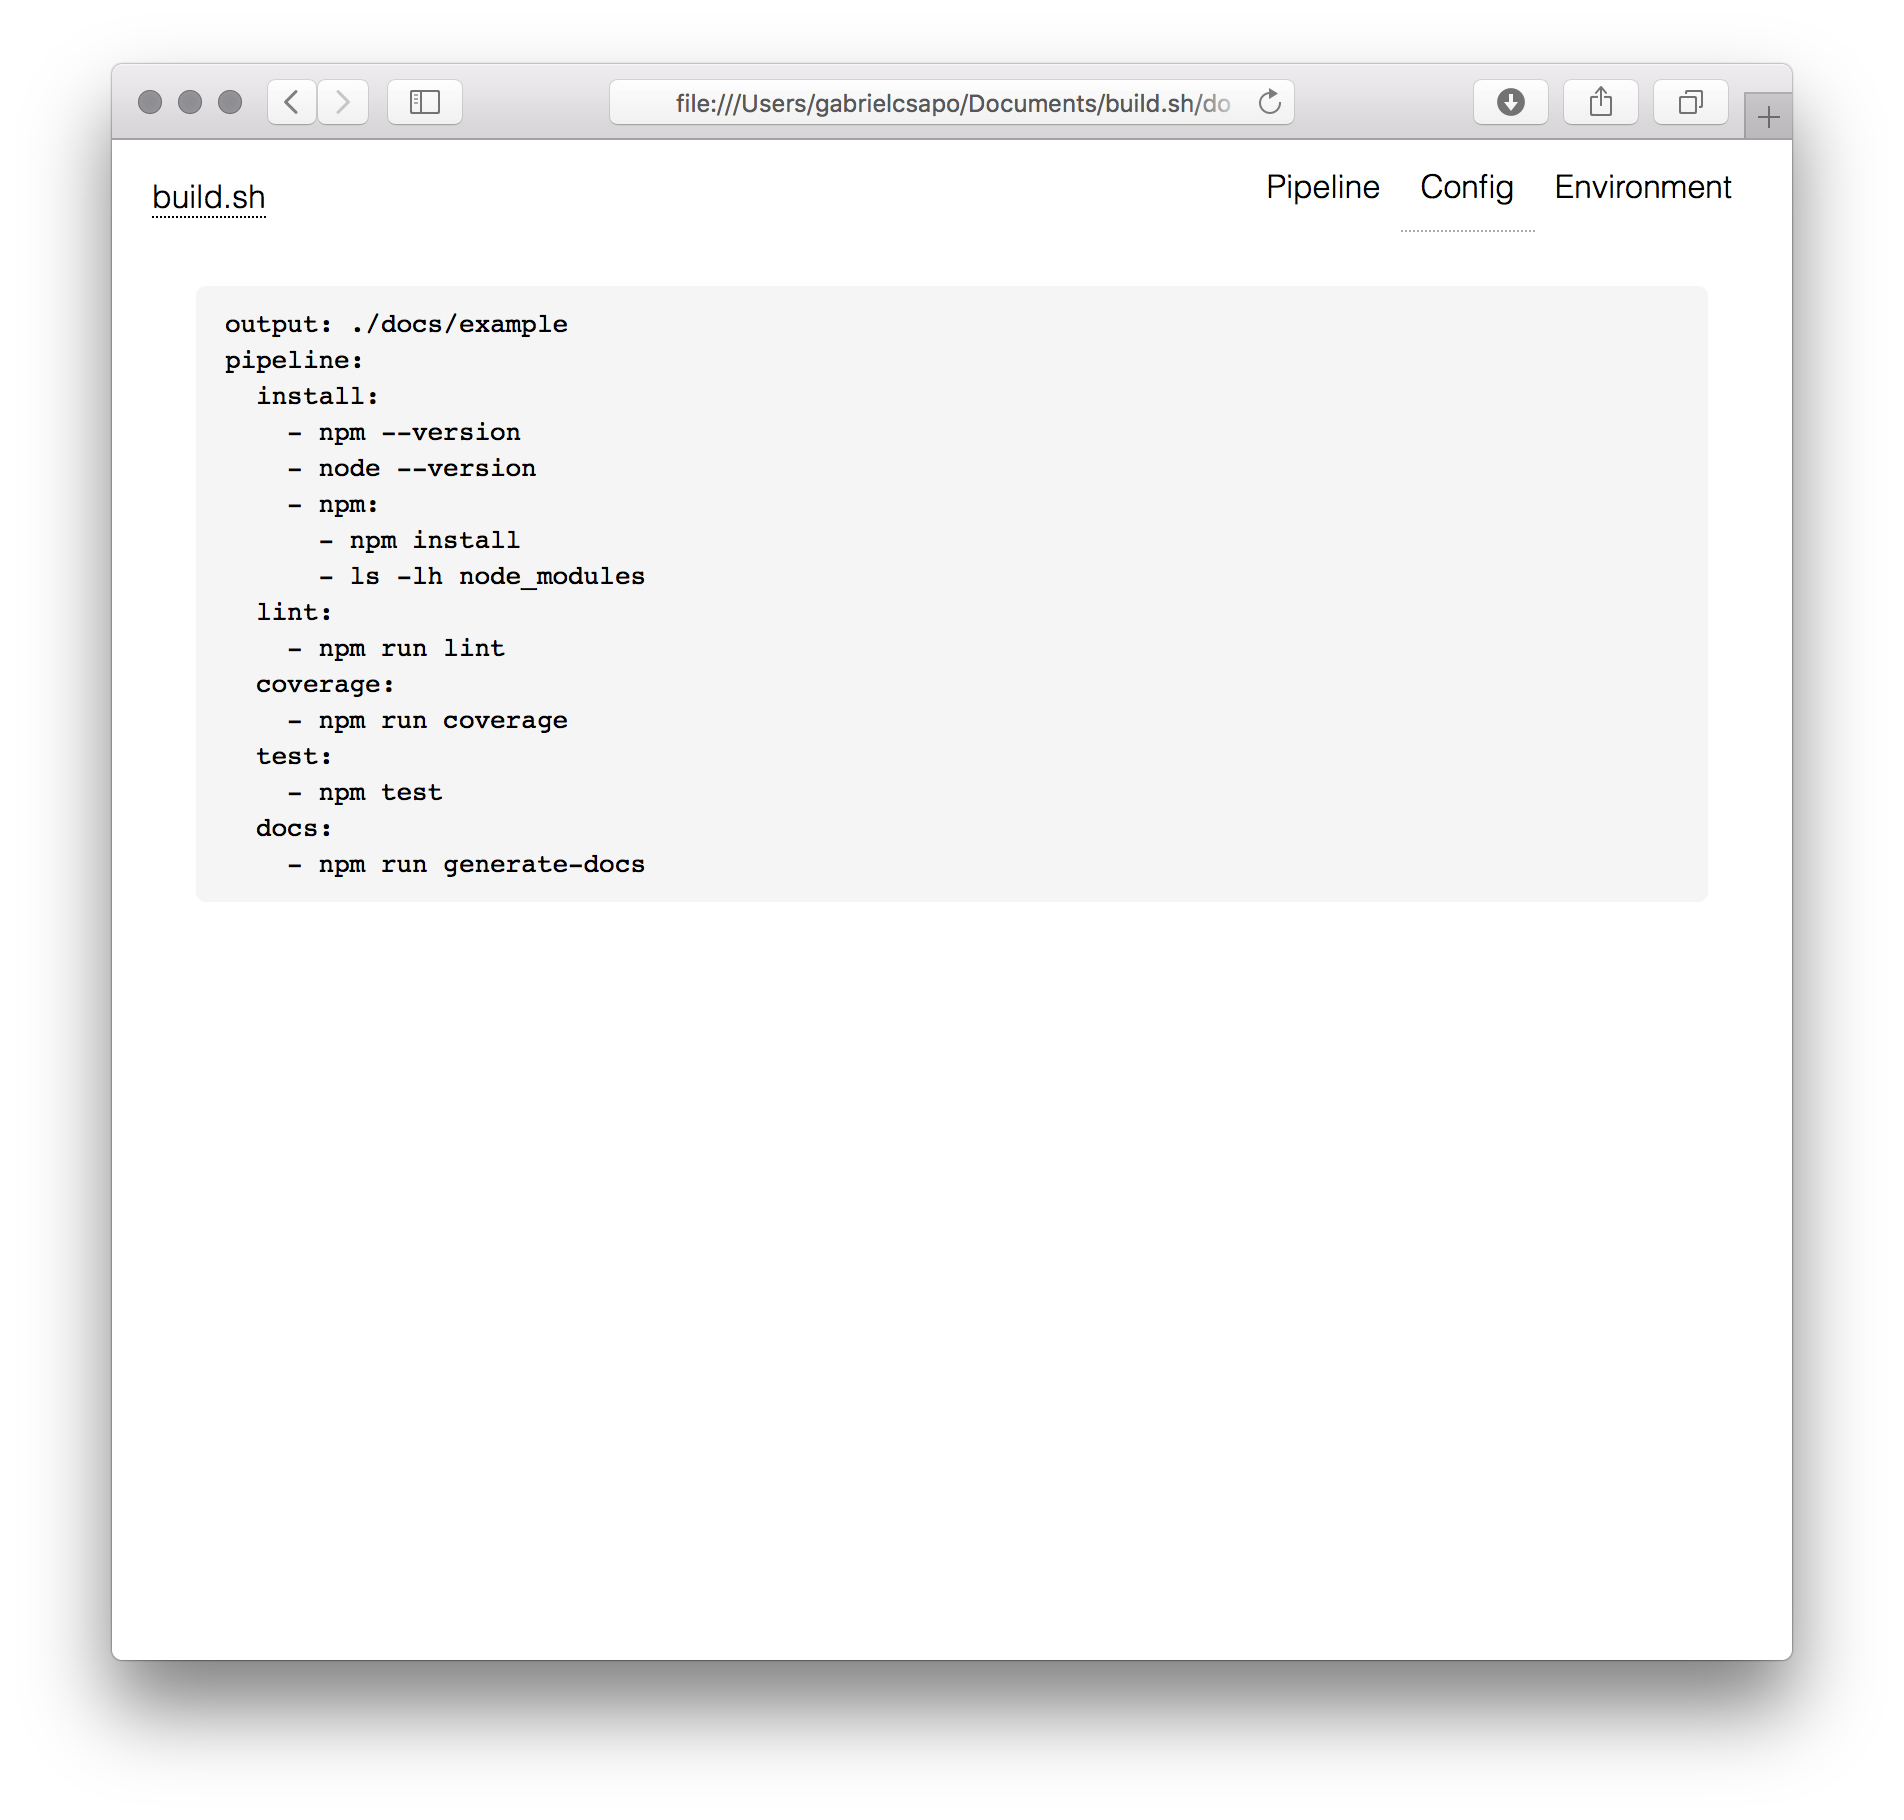 file:///Users/gabrielcsapo/Documents/build.sh/do
build.sh
Pipeline Config Environment
output: ./docs/example
pipeline:
  install:
    - npm --version
    - node --version
    - npm:
      - npm install
      - ls -lh node_modules
  lint:
    - npm run lint
  coverage:
    - npm run coverage
  test:
    - npm test
  docs:
    - npm run generate-docs